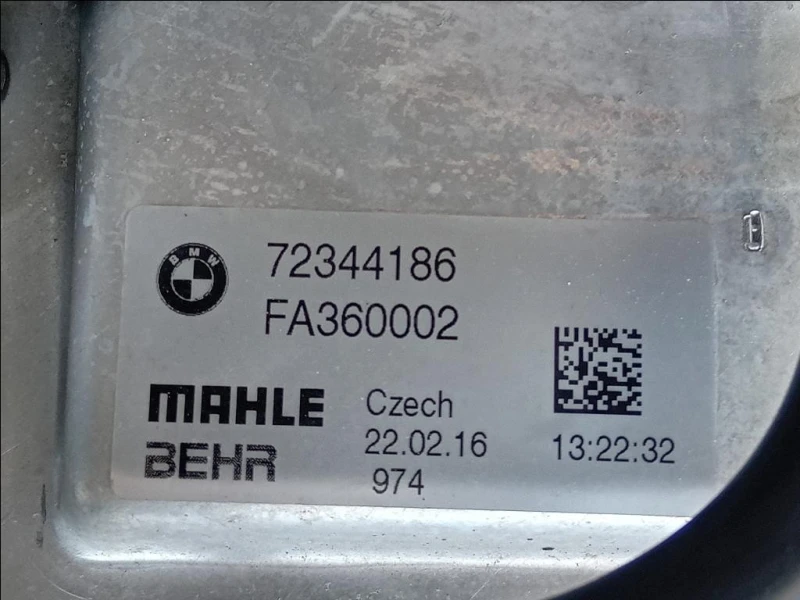 BMW
72344186
FA360002
MAHLE
BEHR
Czech
22.02.16
974
13:22:32